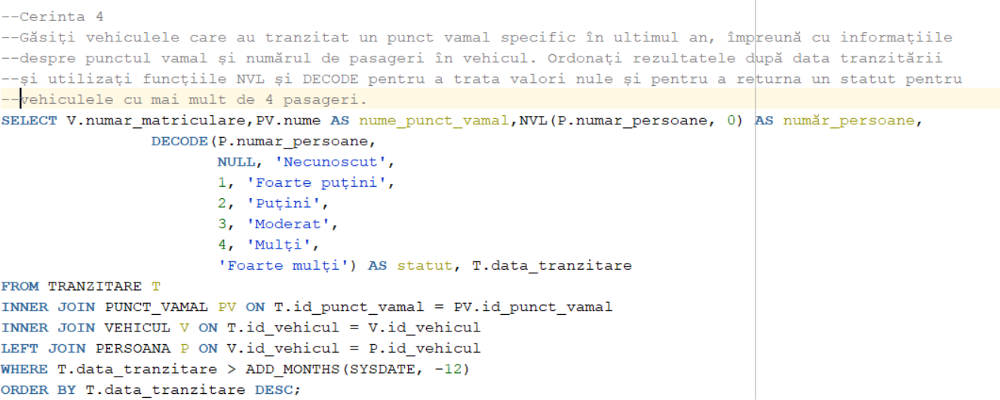 --Cerinta 4
--Găsiți vehiculele care au tranzitat un punct vamal specific în ultimul an, împreună cu informațiile
--despre punctul vamal și numărul de pasageri în vehicul. Ordonați rezultatele după data tranzitării
--și utilizați funcțiile NVL și DECODE pentru a trata valori nule și pentru a returna un statut pentru
--vehiculele cu mai mult de 4 pasageri.
SELECT V.numar_matriculare,PV.nume AS nume_punct_vamal,NVL(P.numar_persoane, 0) AS număr_persoane,
DECODE(P.numar_persoane,
NULL, 'Necunoscut',
1, 'Foarte puțini',
2, 'Puțini',
3, 'Moderat',
4, 'Mulți',
'Foarte mulți') AS statut, T.data_tranzitare
FROM TRANZITARE T
INNER JOIN PUNCT_VAMAL PV ON T.id_punct_vamal = PV.id_punct_vamal
INNER JOIN VEHICUL V ON T.id_vehicul = V.id_vehicul
LEFT JOIN PERSOANA P ON V.id_vehicul = P.id_vehicul
WHERE T.data_tranzitare > ADD_MONTHS(SYSDATE, -12)
ORDER BY T.data_tranzitare DESC;